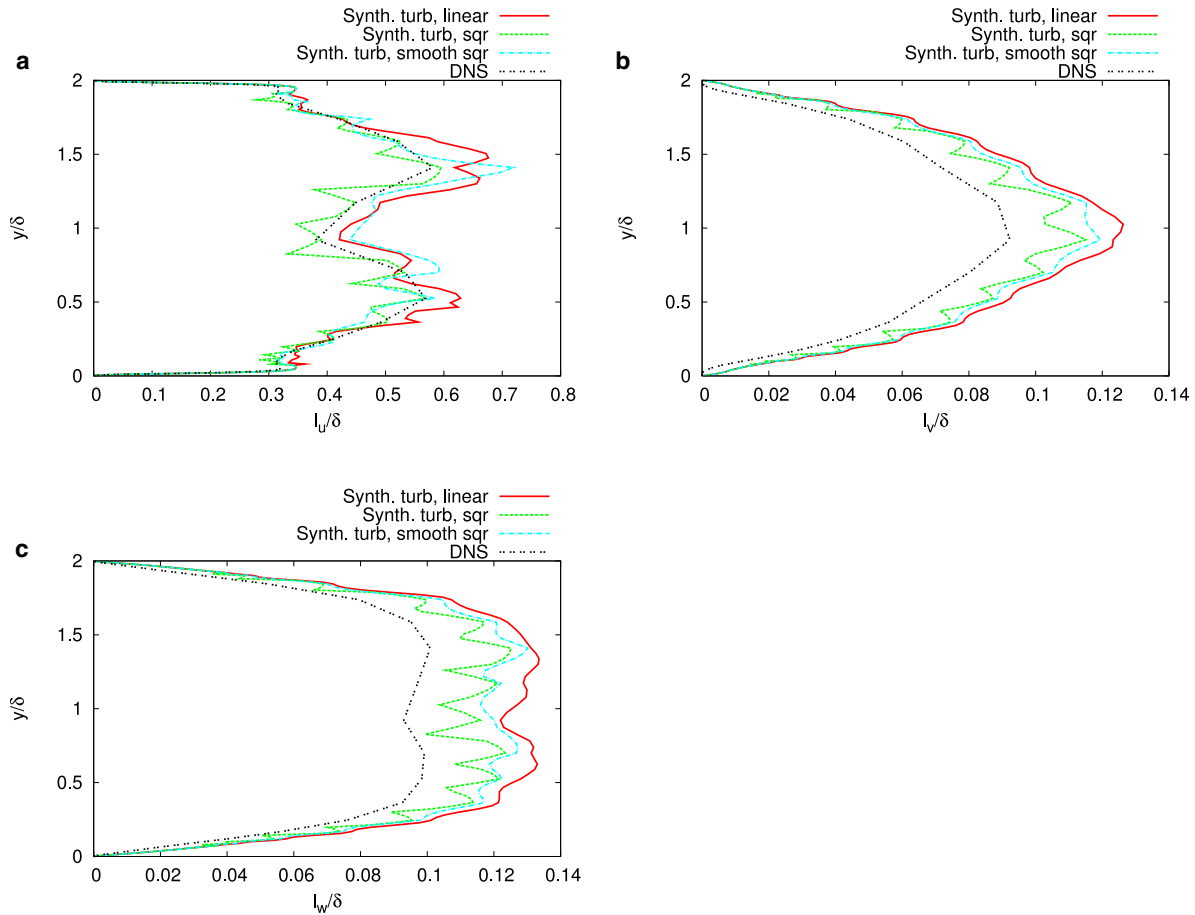 Synth. turb, linear
Synth. turb, sqr
Synth. turb, smooth sqr
DNS
a
2
1.5
1
0.5
0
y/δ
0 0.1 0.2 0.3 0.4 0.5 0.6 0.7 0.8
l_u/δ
Synth. turb, linear
Synth. turb, sqr
Synth. turb, smooth sqr
DNS
b
2
1.5
1
0.5
0
y/δ
0 0.02 0.04 0.06 0.08 0.1 0.12 0.14
l_v/δ
Synth. turb, linear
Synth. turb, sqr
Synth. turb, smooth sqr
DNS
c
2
1.5
1
0.5
0
y/δ
0 0.02 0.04 0.06 0.08 0.1 0.12 0.14
l_w/δ